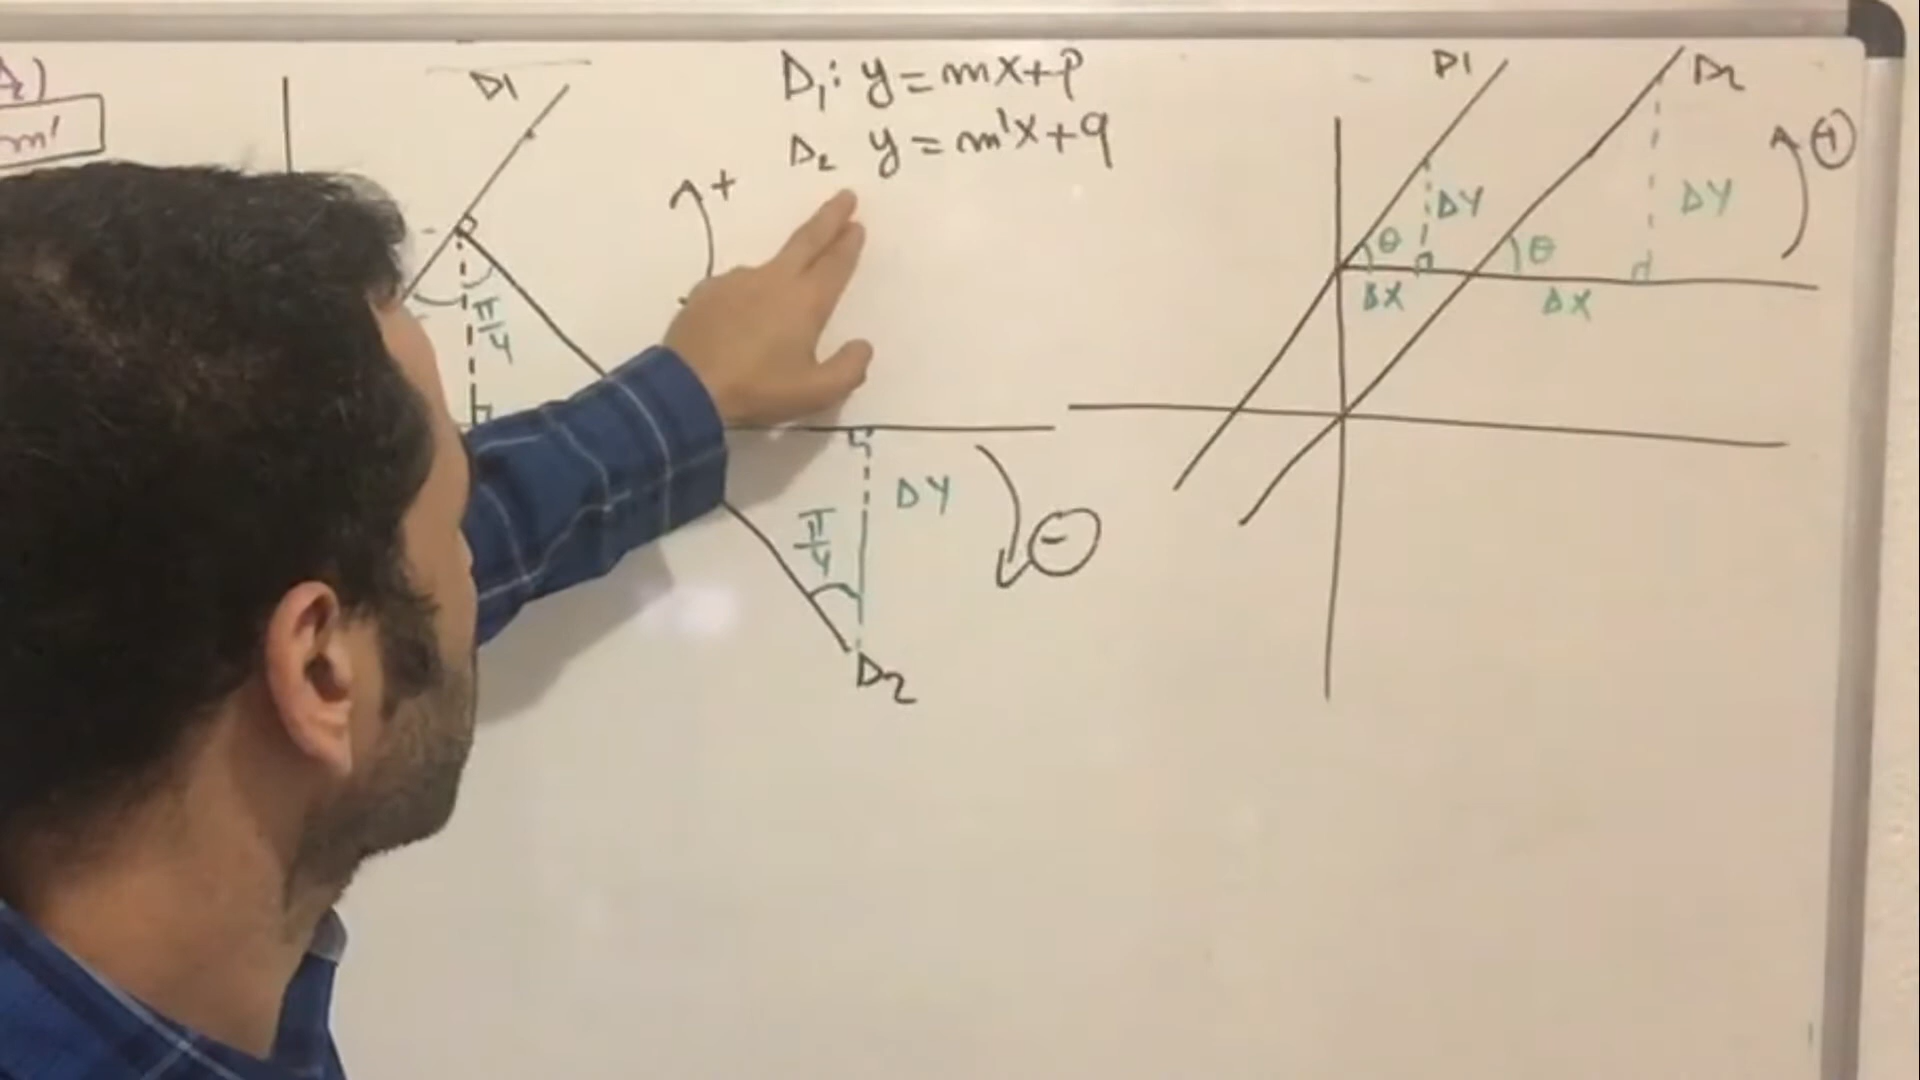 m'
D1
D1: y = mx+p
D2 y = m'x+q
+
π/4
π/4
ΔY
-
D2
D1
D2
+
ΔY
ΔY
θ
θ
ΔX
ΔX